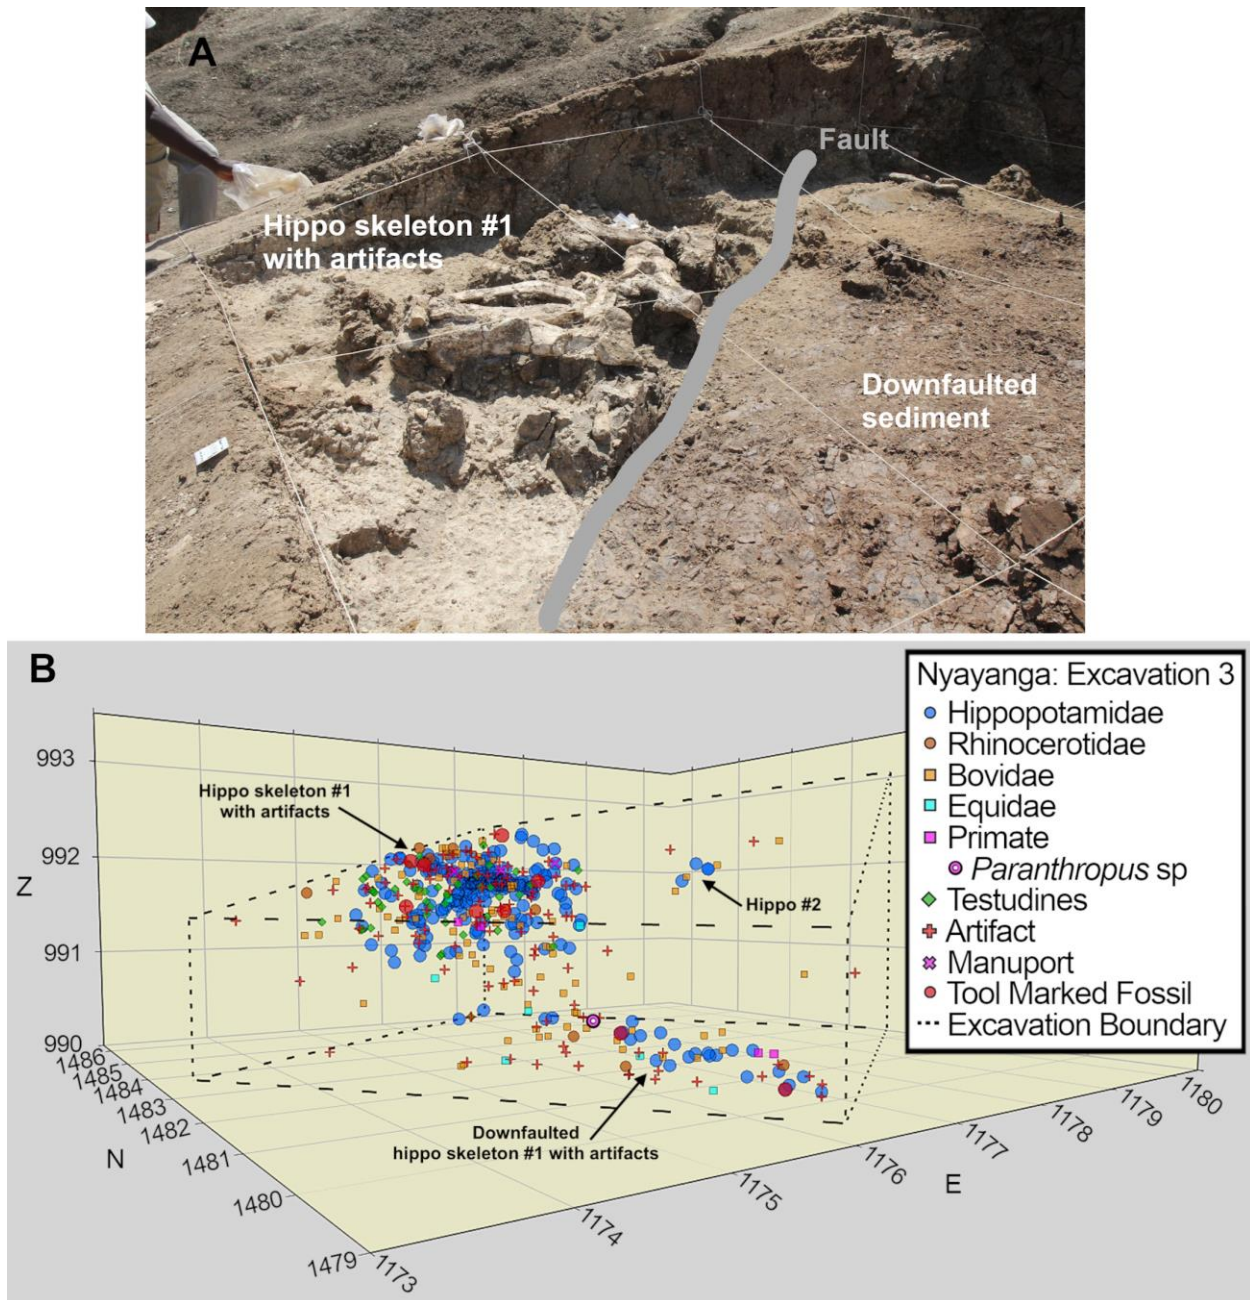 A
Fault
Hippo skeleton #1
with artifacts
Downfaulted
sediment
B
Nyayanga: Excavation 3
Hippopotamidae
Rhinocerotidae
Bovidae
Equidae
Primate
Paranthropus sp
Testudines
Artifact
Manuport
Tool Marked Fossil
Excavation Boundary
Hippo skeleton #1
with artifacts
Hippo #2
Downfaulted
hippo skeleton #1 with artifacts
993
992
991
990
Z
1486
1485
1484
1483
1482
1481
1480
1479
N
1173
1174
1175
1176
1177
1178
1179
1180
E